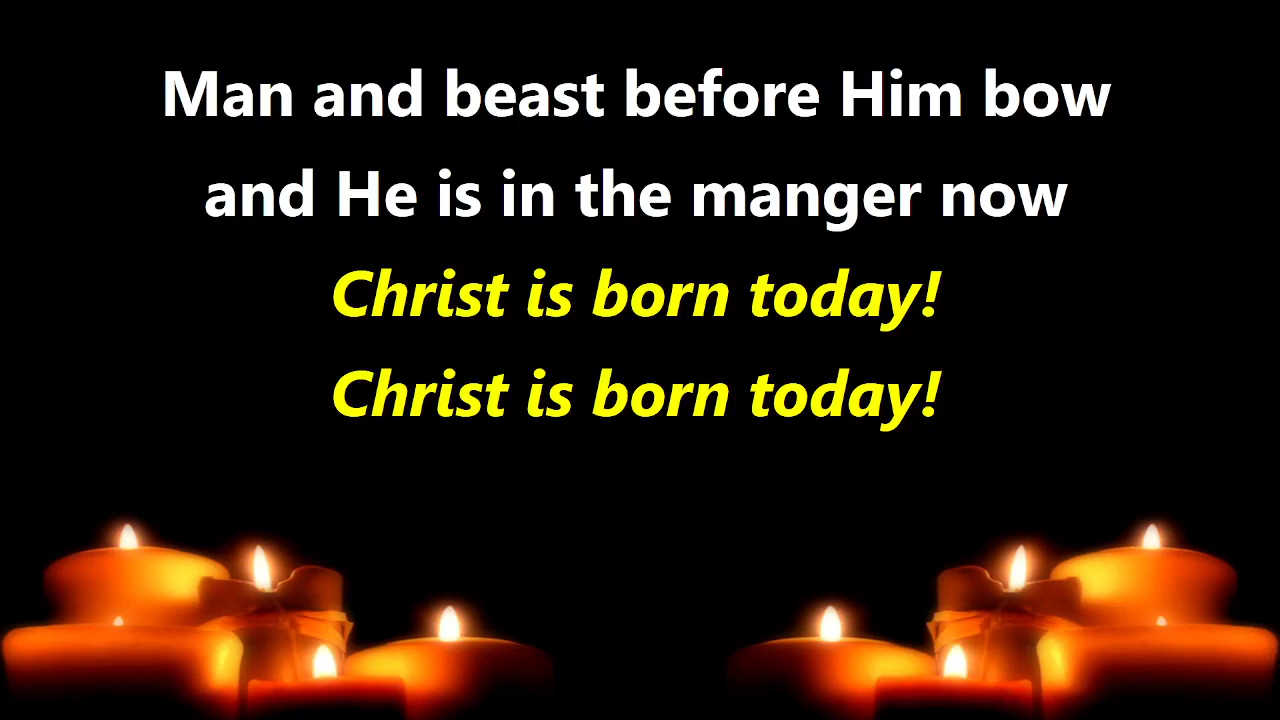 Man and beast before Him bow
and He is in the manger now
Christ is born today!
Christ is born today!